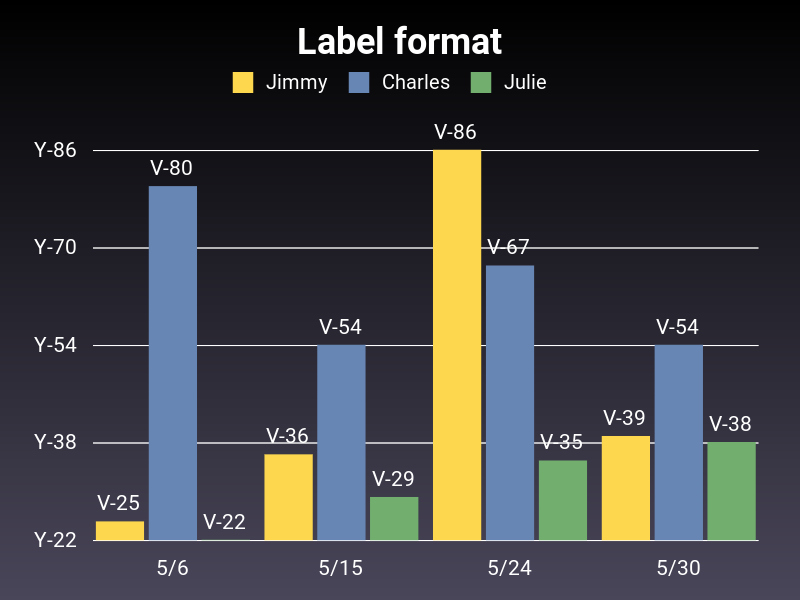 Label format
Jimmy Charles Julie
V-86
Y-86
V-80
Y-70
V-67
V-54 V-54
Y-54
V-39
V-38
V-36
Y-38
V-35
V-29
V-25
V-22
Y-22
5/6 5/15 5/24 5/30